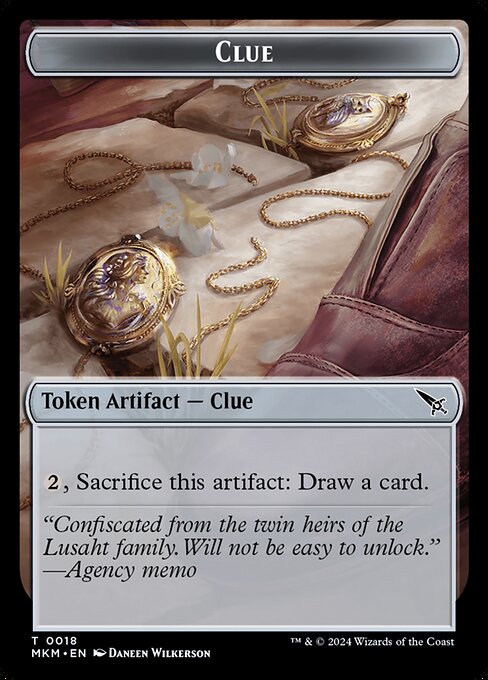 Clue
Token Artifact — Clue
2, Sacrifice this artifact: Draw a card.
“Confiscated from the twin heirs of the
Lusaht family. Will not be easy to unlock.”
—Agency memo
T 0018
MKM • EN Daneen Wilkerson
™ & © 2024 Wizards of the Coast